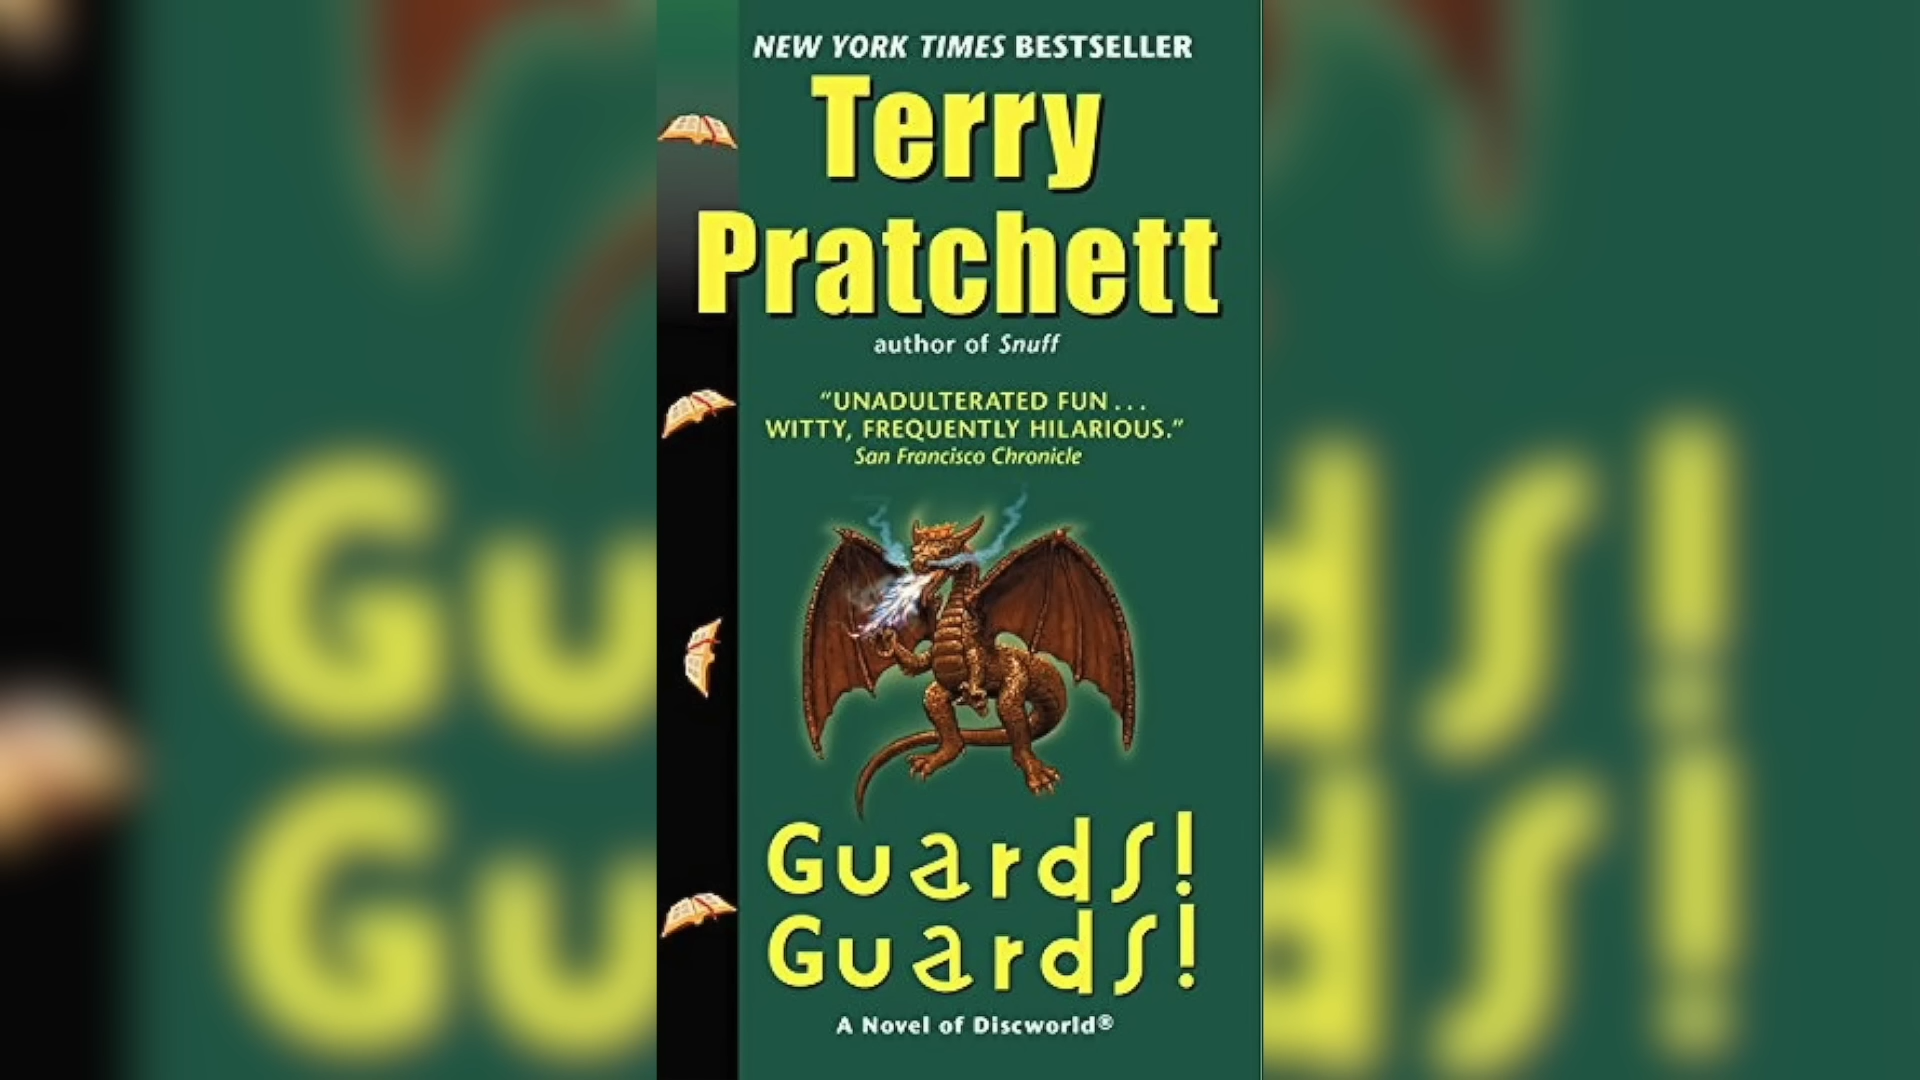 NEW YORK TIMES BESTSELLER
Terry
Pratchett
author of Snuff
“UNADULTERATED FUN...
WITTY, FREQUENTLY HILARIOUS.”
San Francisco Chronicle
Guards!
Guards!
A Novel of Discworld®